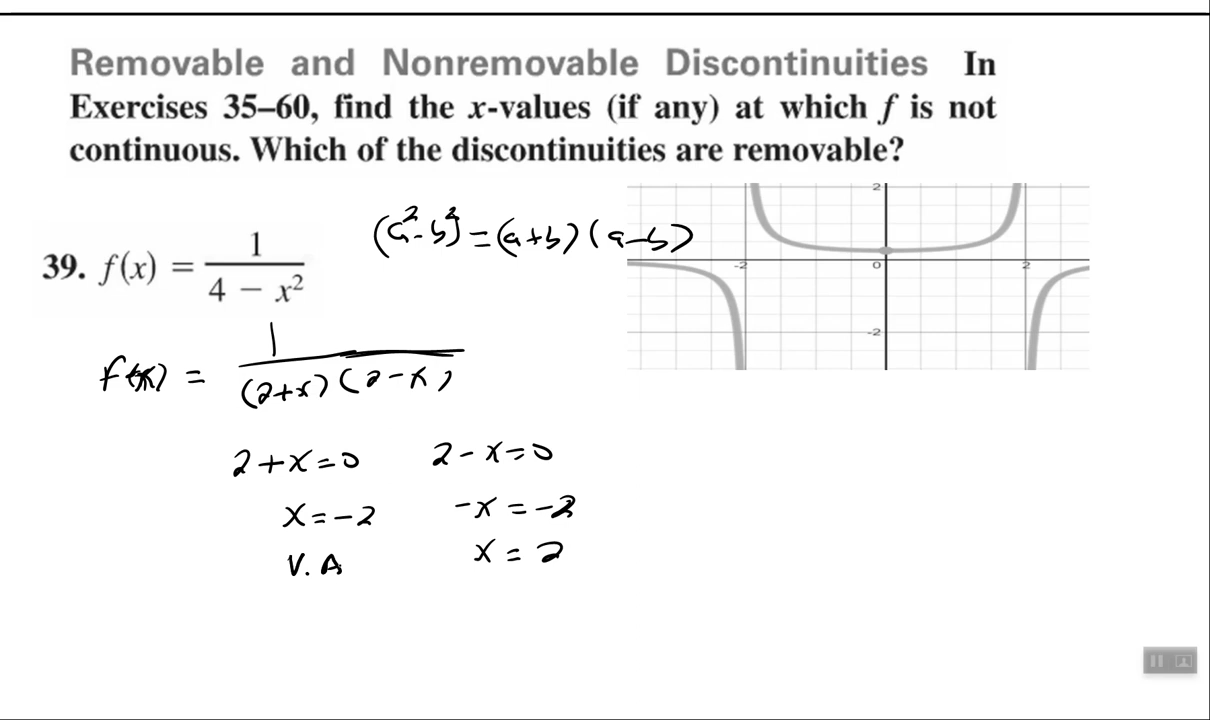 Removable and Nonremovable Discontinuities In
Exercises 35–60, find the x-values (if any) at which f is not
continuous. Which of the discontinuities are removable?
(a²-b²)=(a+b)(a-b)
39. f(x) = 1/(4 − x²)
2
-2
0
2
-2
f(x) = 1/((2+x)(2-x))
2+x=0 2-x=0
x=-2 -x=-2
V.A x=2